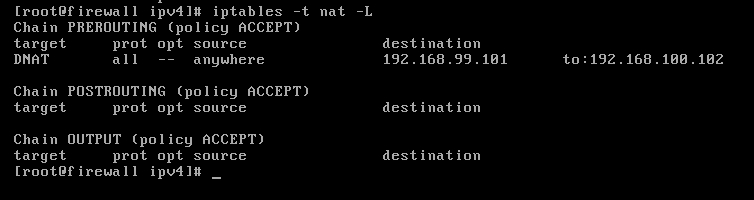 [root@firewall ipv4]# iptables -t nat -L
Chain PREROUTING (policy ACCEPT)
target     prot opt source               destination
DNAT       all  --  anywhere             192.168.99.101      to:192.168.100.102
Chain POSTROUTING (policy ACCEPT)
target     prot opt source               destination
Chain OUTPUT (policy ACCEPT)
target     prot opt source               destination
[root@firewall ipv4]# _